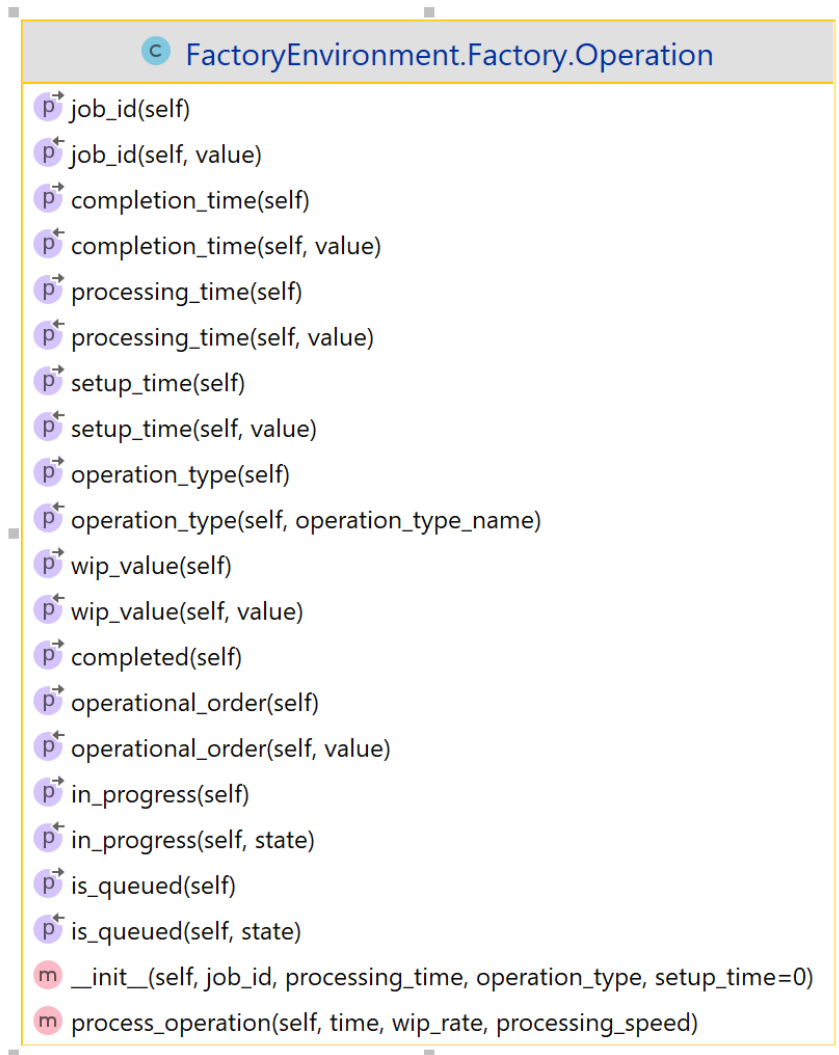 C FactoryEnvironment.Factory.Operation
p job_id(self)
p job_id(self, value)
p completion_time(self)
p completion_time(self, value)
p processing_time(self)
p processing_time(self, value)
p setup_time(self)
p setup_time(self, value)
p operation_type(self)
p operation_type(self, operation_type_name)
p wip_value(self)
p wip_value(self, value)
p completed(self)
p operational_order(self)
p operational_order(self, value)
p in_progress(self)
p in_progress(self, state)
p is_queued(self)
p is_queued(self, state)
m __init__(self, job_id, processing_time, operation_type, setup_time=0)
m process_operation(self, time, wip_rate, processing_speed)